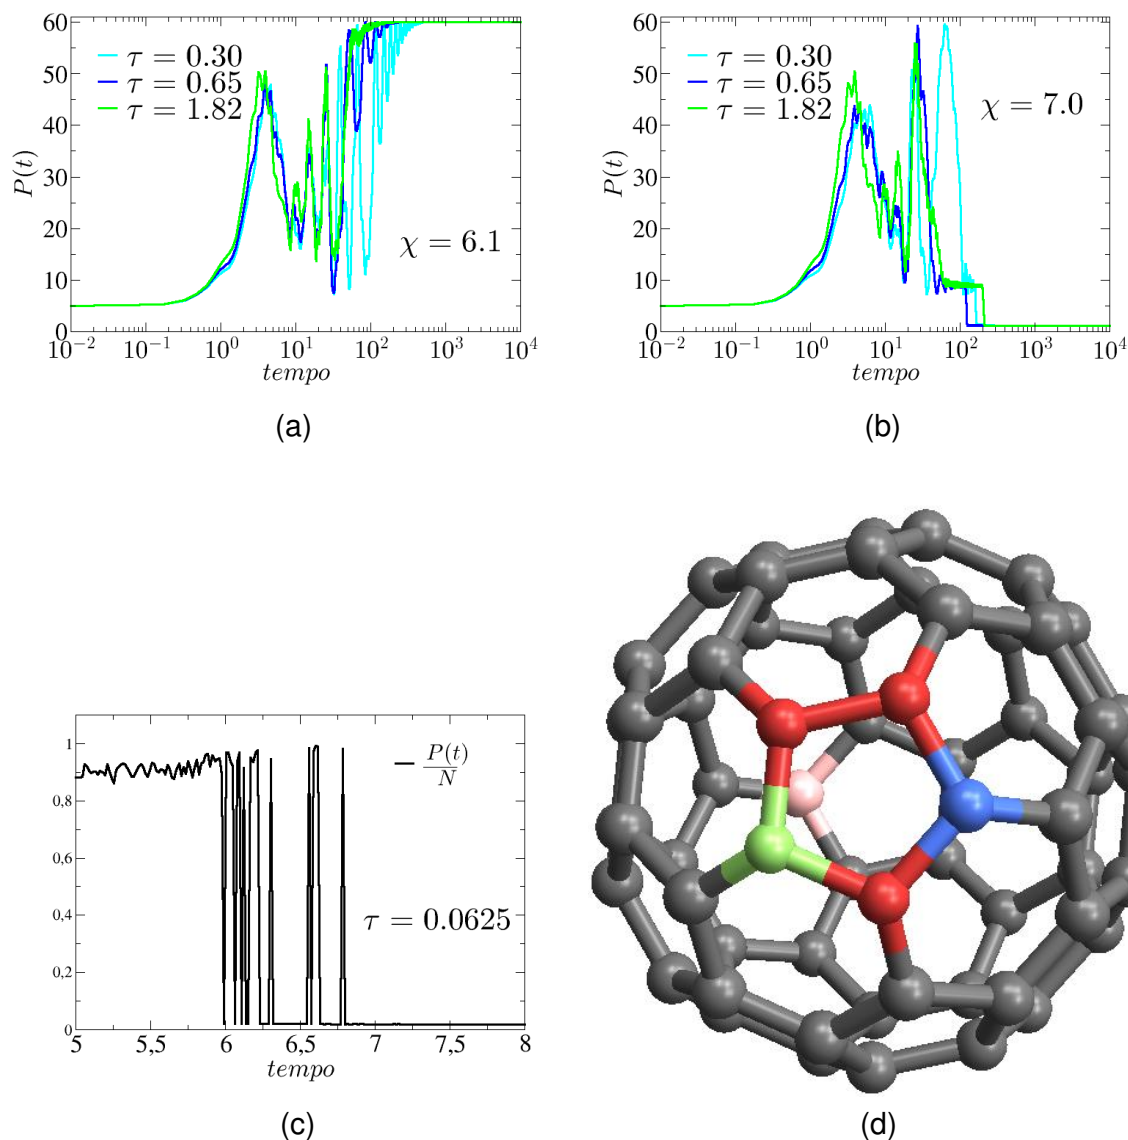 60
50
40
30
20
10
0
P(t)
τ = 0.30
τ = 0.65
τ = 1.82
χ = 6.1
10⁻² 10⁻¹ 10⁰ 10¹ 10² 10³ 10⁴
tempo
(a)
60
50
40
30
20
10
0
P(t)
τ = 0.30
τ = 0.65
τ = 1.82
χ = 7.0
10⁻² 10⁻¹ 10⁰ 10¹ 10² 10³ 10⁴
tempo
(b)
1
0,8
0,6
0,4
0,2
0
P(t)
N
τ = 0.0625
5 5,5 6 6,5 7 7,5 8
tempo
(c)
(d)